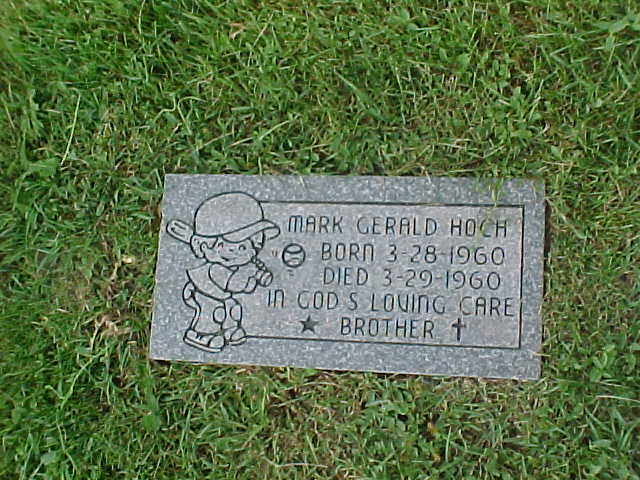 MARK GERALD HOCH
BORN 3-28-1960
DIED 3-29-1960
IN GOD'S LOVING CARE
BROTHER